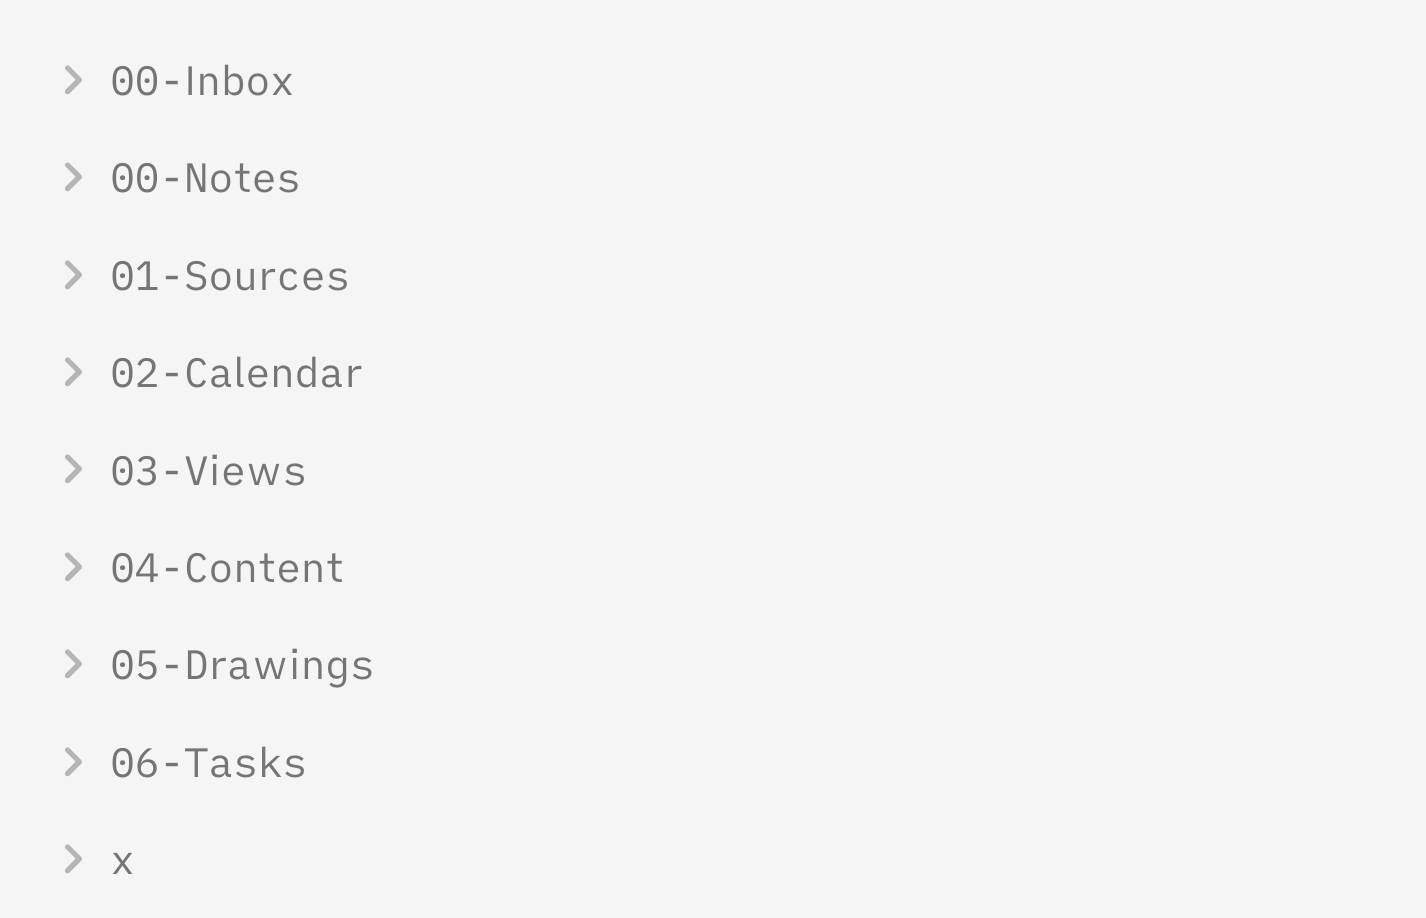 00-Inbox
00-Notes
01-Sources
02-Calendar
03-Views
04-Content
05-Drawings
06-Tasks
x